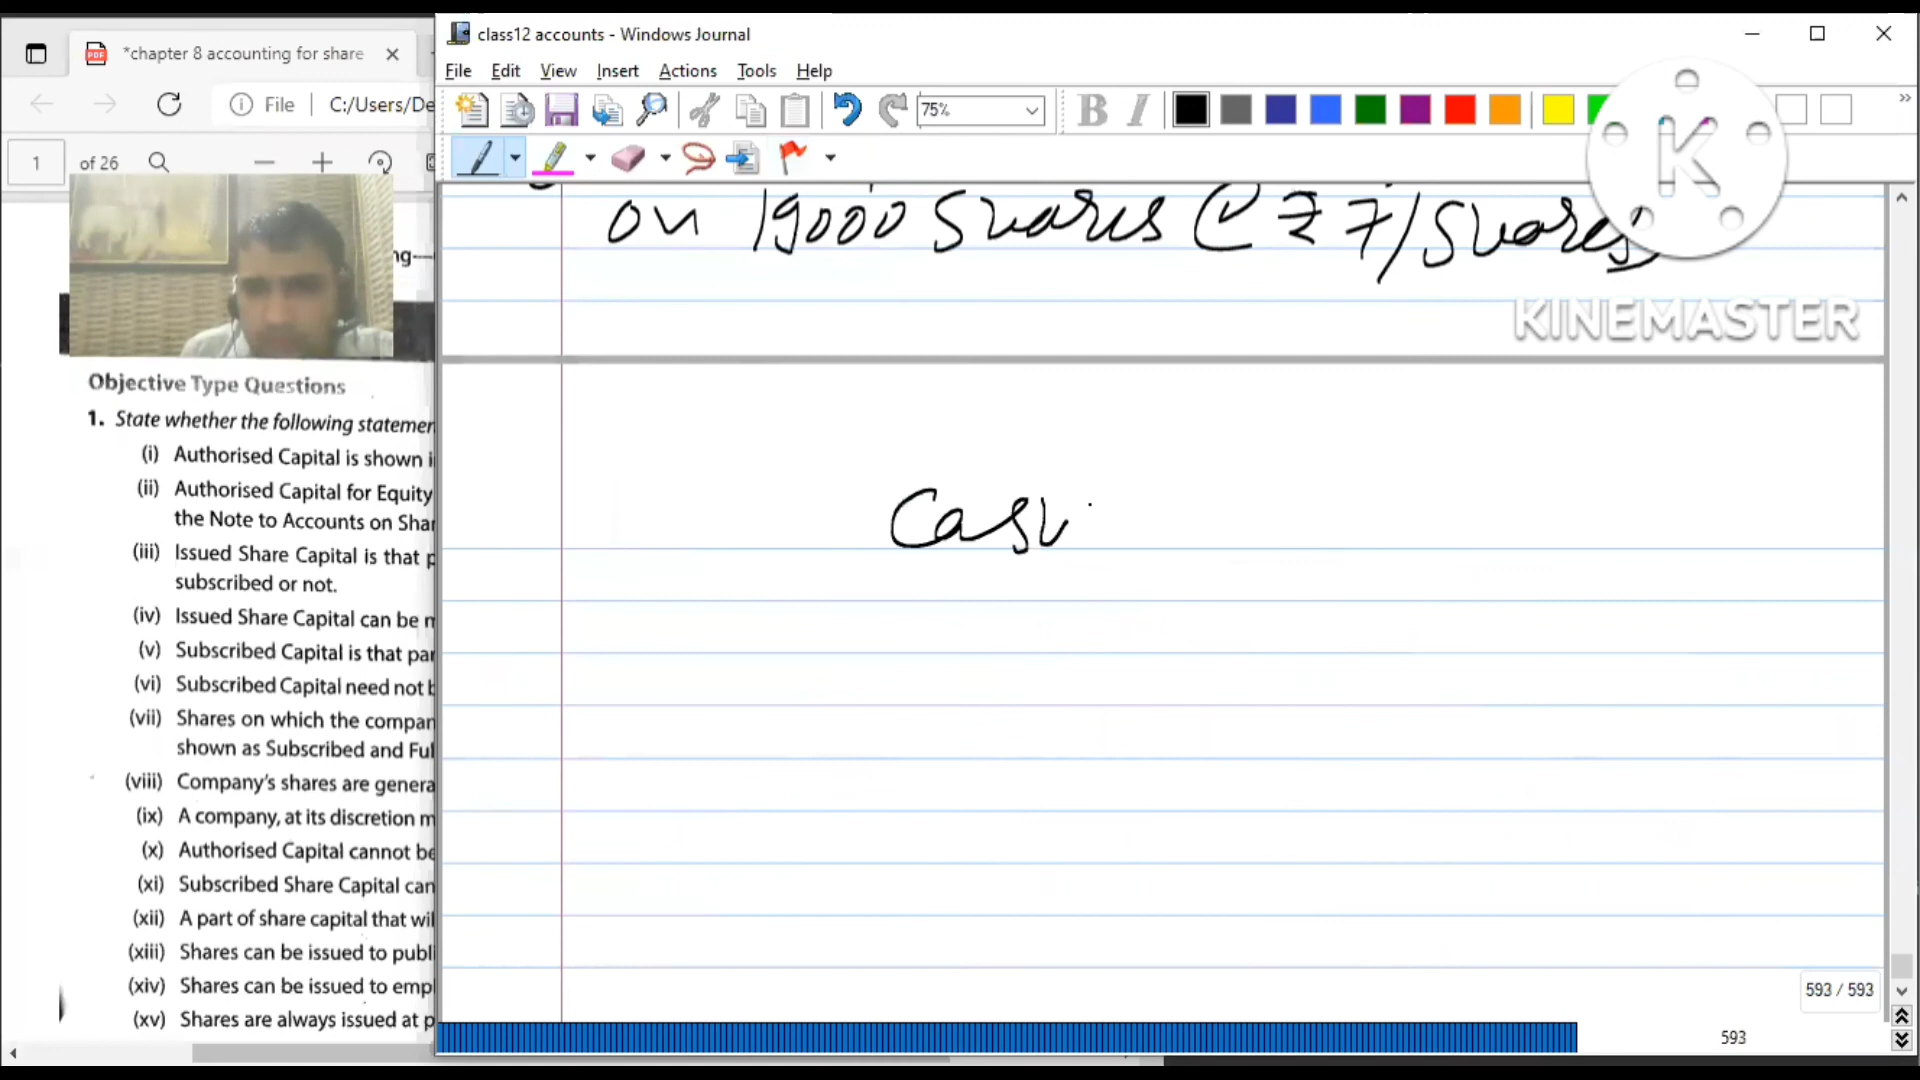 *chapter 8 accounting for share
File
C:/Users/De
1
of 26
ng—
Objective Type Questions
1. State whether the following statemen
(i) Authorised Capital is shown i
(ii) Authorised Capital for Equity
the Note to Accounts on Shar
(iii) Issued Share Capital is that p
subscribed or not.
(iv) Issued Share Capital can be m
(v) Subscribed Capital is that par
(vi) Subscribed Capital need not b
(vii) Shares on which the compan
shown as Subscribed and Ful
(viii) Company's shares are genera
(ix) A company, at its discretion m
(x) Authorised Capital cannot be
(xi) Subscribed Share Capital can
(xii) A part of share capital that wil
(xiii) Shares can be issued to publi
(xiv) Shares can be issued to empl
(xv) Shares are always issued at p
class12 accounts - Windows Journal
File Edit View Insert Actions Tools Help
75%
B I
on 19000 Shares @ ₹ 7/Shares
K
KINEMASTER
Cash
593 / 593
593